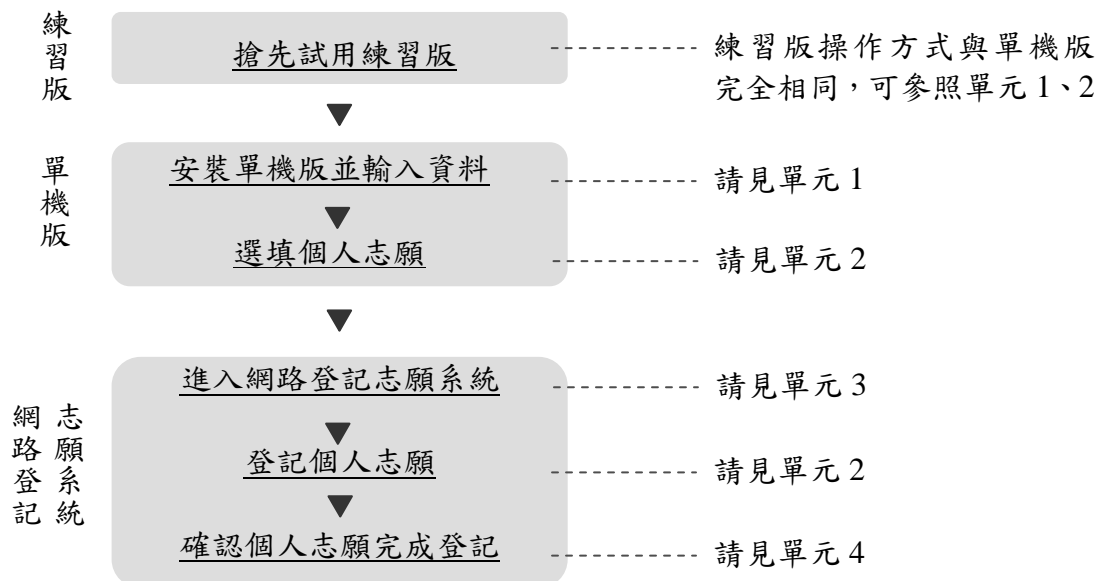 練習版
搶先試用練習版
練習版操作方式與單機版
完全相同，可參照單元 1、2
單機版
安裝單機版並輸入資料
請見單元 1
選填個人志願
請見單元 2
網路登記
志願系統
進入網路登記志願系統
請見單元 3
登記個人志願
請見單元 2
確認個人志願完成登記
請見單元 4